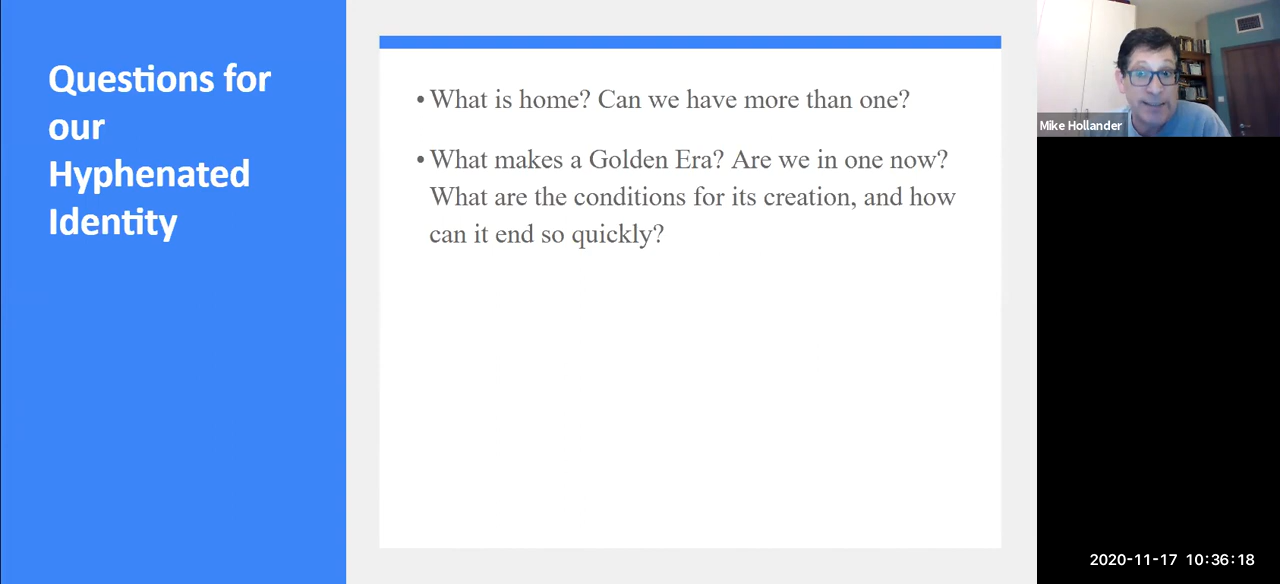 Questions for
our
Hyphenated
Identity
• What is home? Can we have more than one?
• What makes a Golden Era? Are we in one now?
What are the conditions for its creation, and how
can it end so quickly?
Mike Hollander
2020-11-17 10:36:18